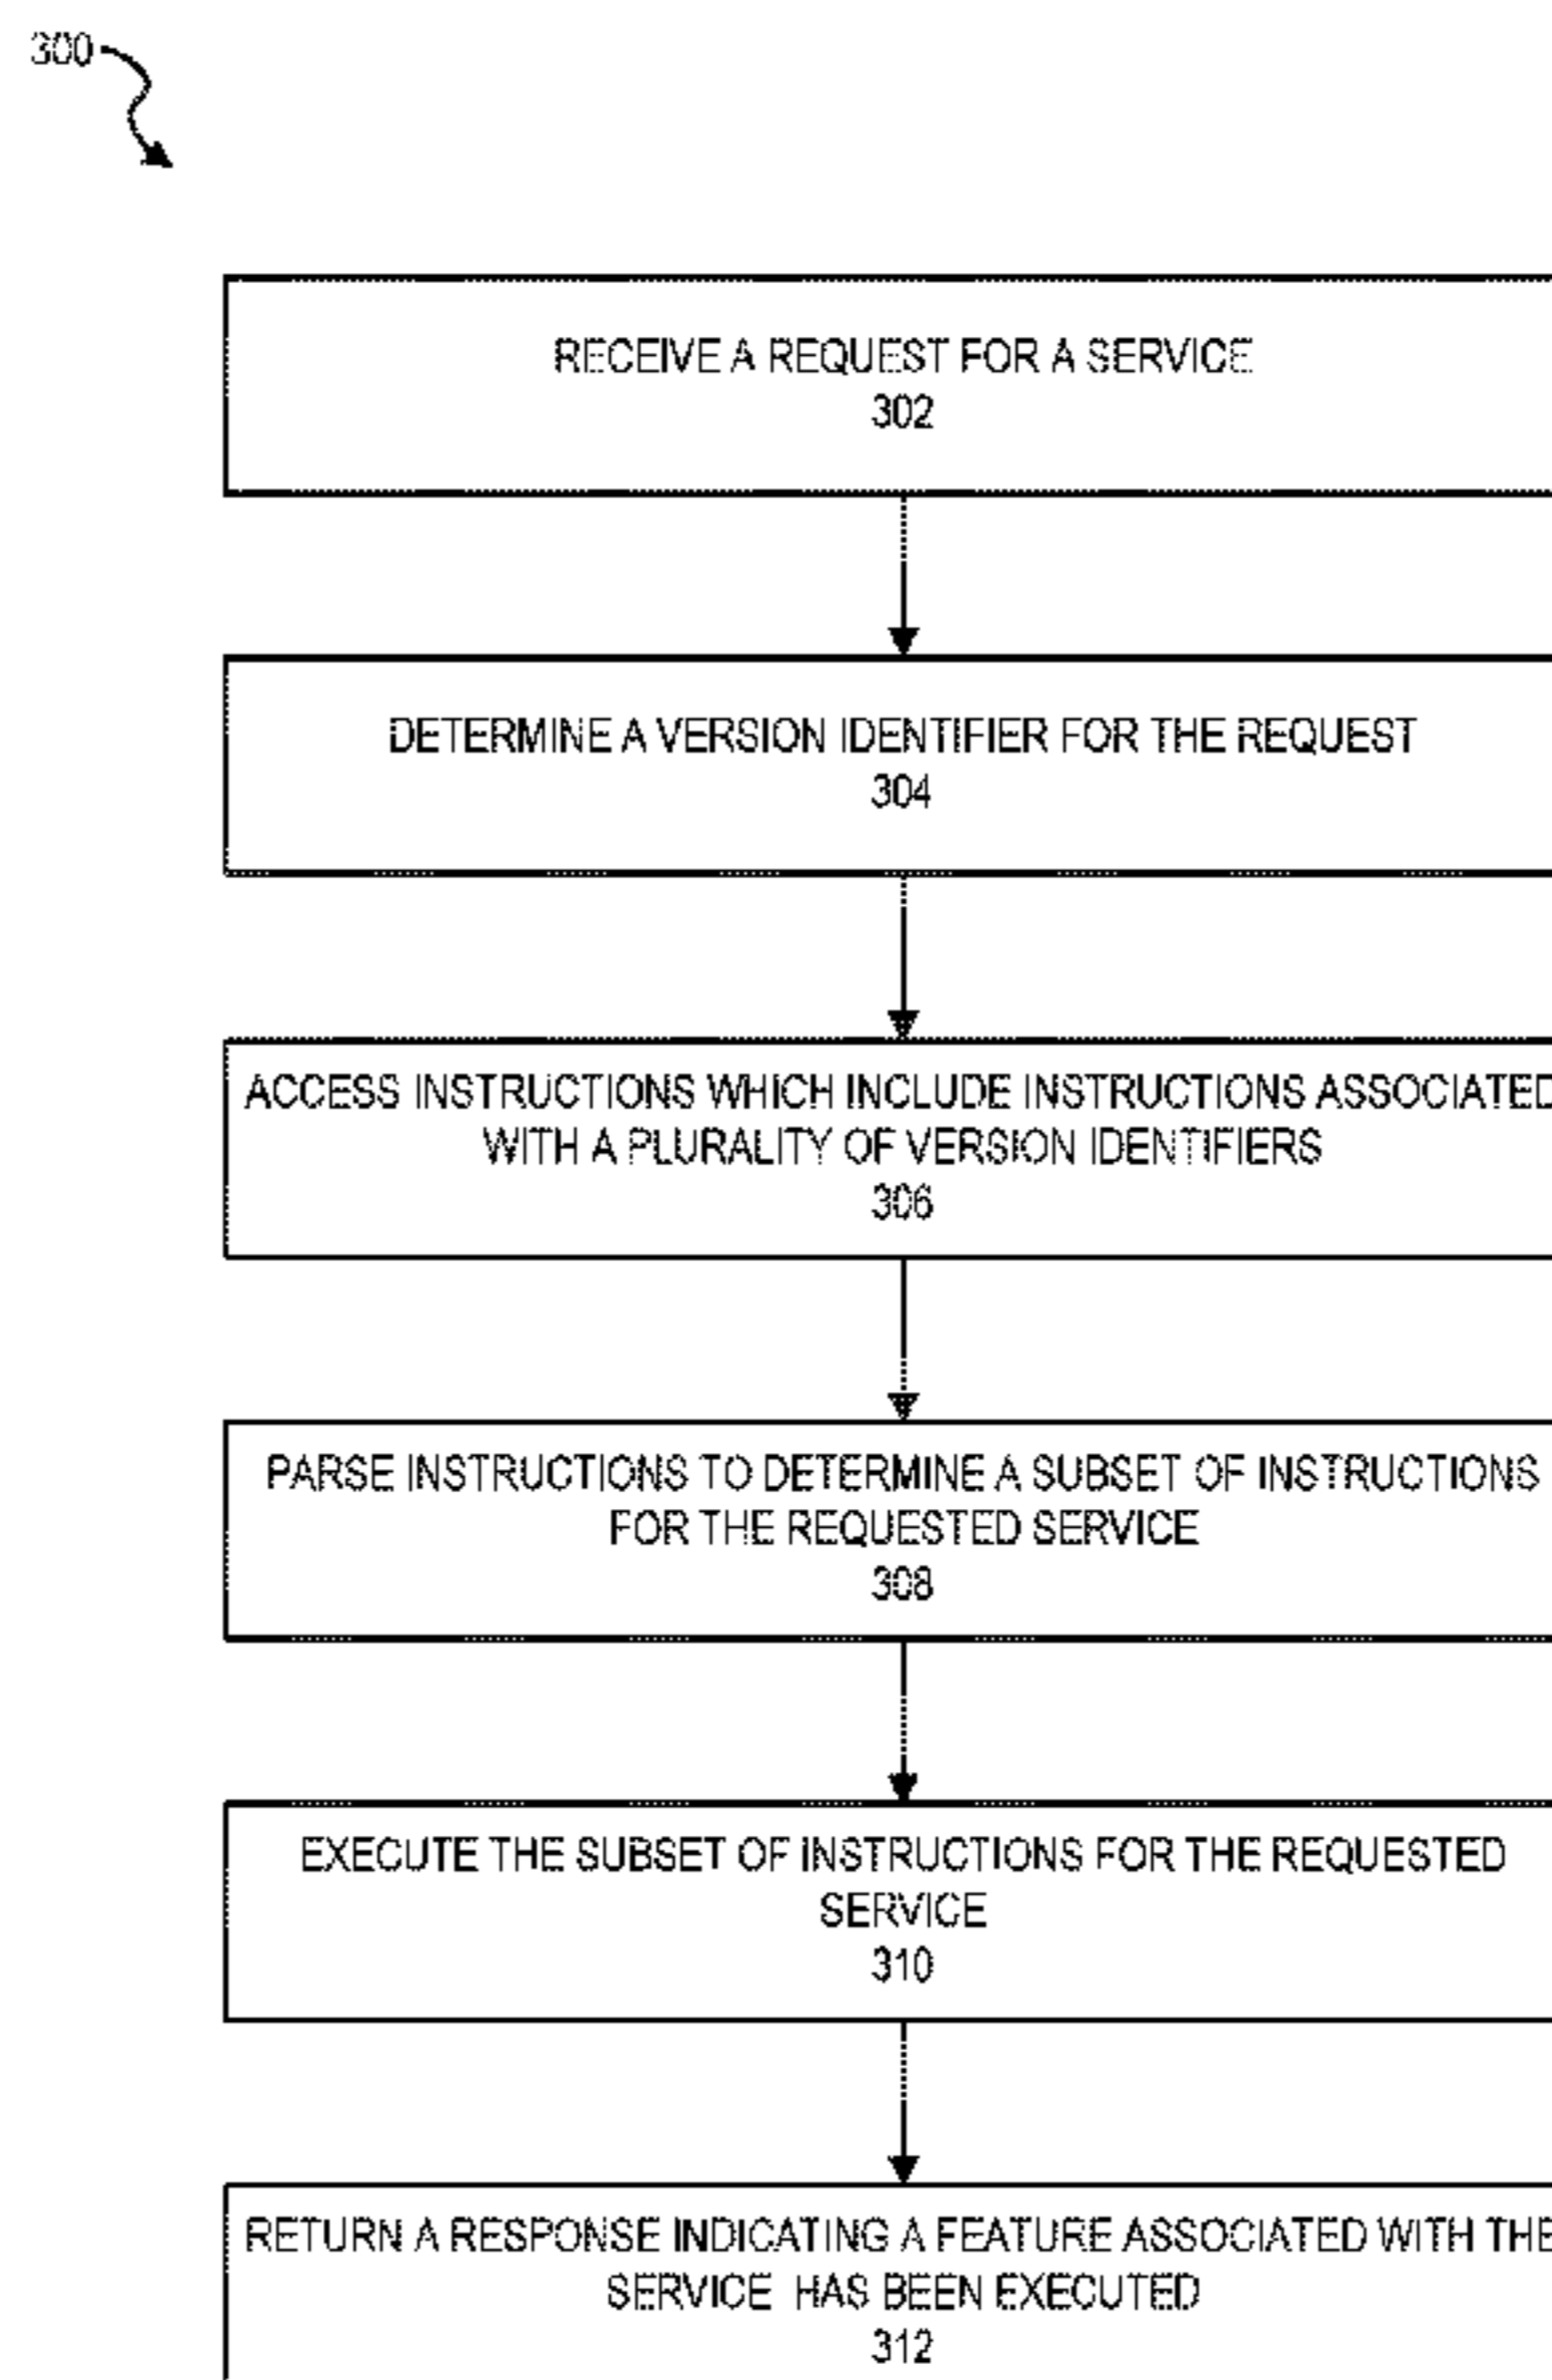 300
RECEIVE A REQUEST FOR A SERVICE
302
DETERMINE A VERSION IDENTIFIER FOR THE REQUEST
304
ACCESS INSTRUCTIONS WHICH INCLUDE INSTRUCTIONS ASSOCIATED
WITH A PLURALITY OF VERSION IDENTIFIERS
306
PARSE INSTRUCTIONS TO DETERMINE A SUBSET OF INSTRUCTIONS
FOR THE REQUESTED SERVICE
308
EXECUTE THE SUBSET OF INSTRUCTIONS FOR THE REQUESTED
SERVICE
310
RETURN A RESPONSE INDICATING A FEATURE ASSOCIATED WITH THE
SERVICE HAS BEEN EXECUTED
312